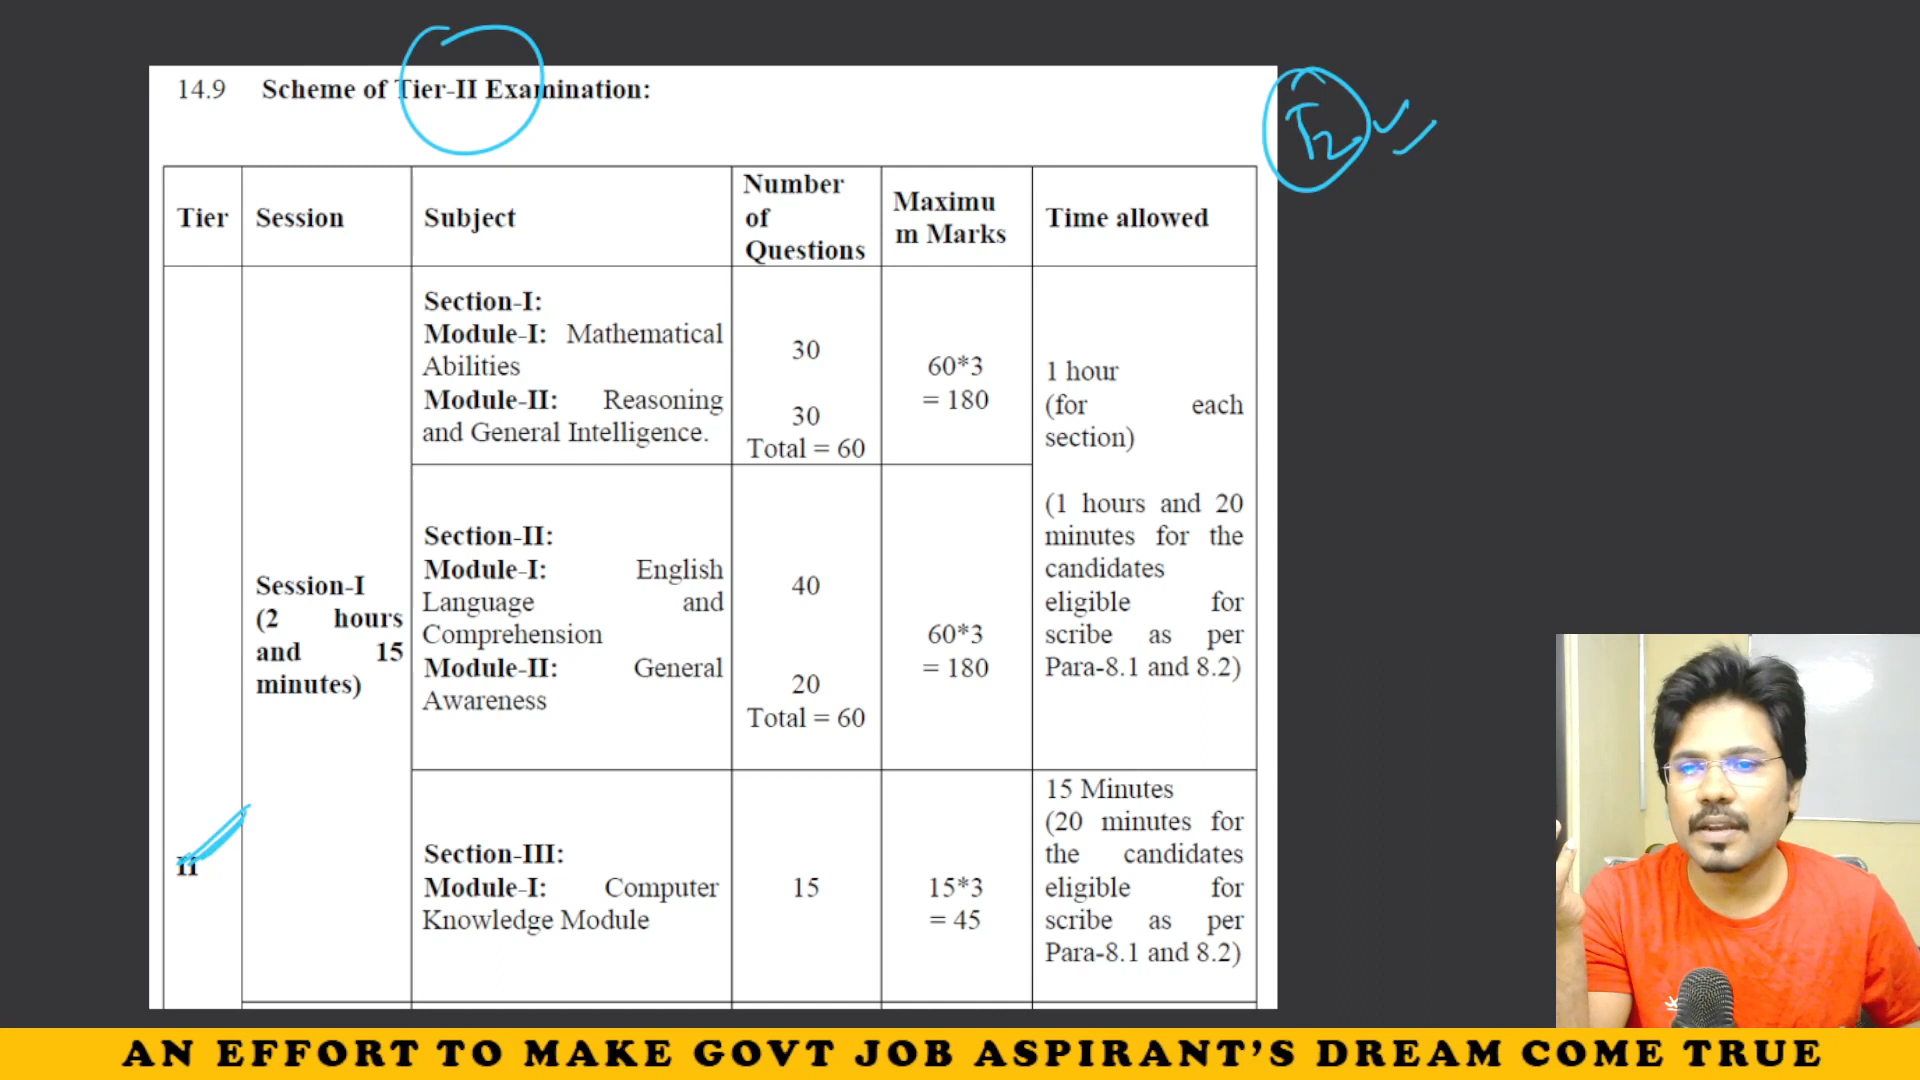 14.9 Scheme of Tier-II Examination:
T2
Tier
Session
Subject
Number
of
Questions
Maximu
m Marks
Time allowed
II
Session-I
(2 hours
and 15
minutes)
Section-I:
Module-I: Mathematical
Abilities
Module-II: Reasoning
and General Intelligence.
30
30
Total = 60
60*3
= 180
1 hour
(for each
section)
(1 hours and 20
minutes for the
candidates
eligible for
scribe as per
Para-8.1 and 8.2)
Section-II:
Module-I: English
Language and
Comprehension
Module-II: General
Awareness
40
20
Total = 60
60*3
= 180
Section-III:
Module-I: Computer
Knowledge Module
15
15*3
= 45
15 Minutes
(20 minutes for
the candidates
eligible for
scribe as per
Para-8.1 and 8.2)
AN EFFORT TO MAKE GOVT JOB ASPIRANT'S DREAM COME TRUE